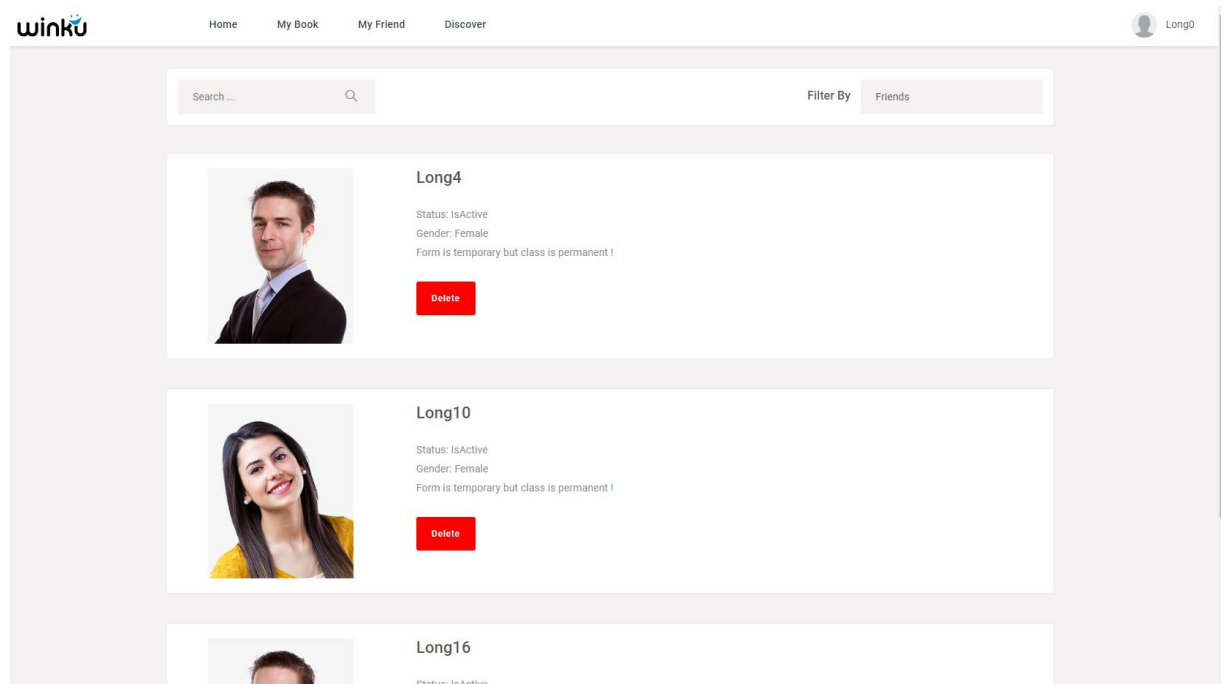 winku
Home My Book My Friend Discover Long0
Search ... Filter By Friends
Long4
Status: IsActive
Gender: Female
Form is temporary but class is permanent !
Delete
Long10
Status: IsActive
Gender: Female
Form is temporary but class is permanent !
Delete
Long16
Status: IsActive